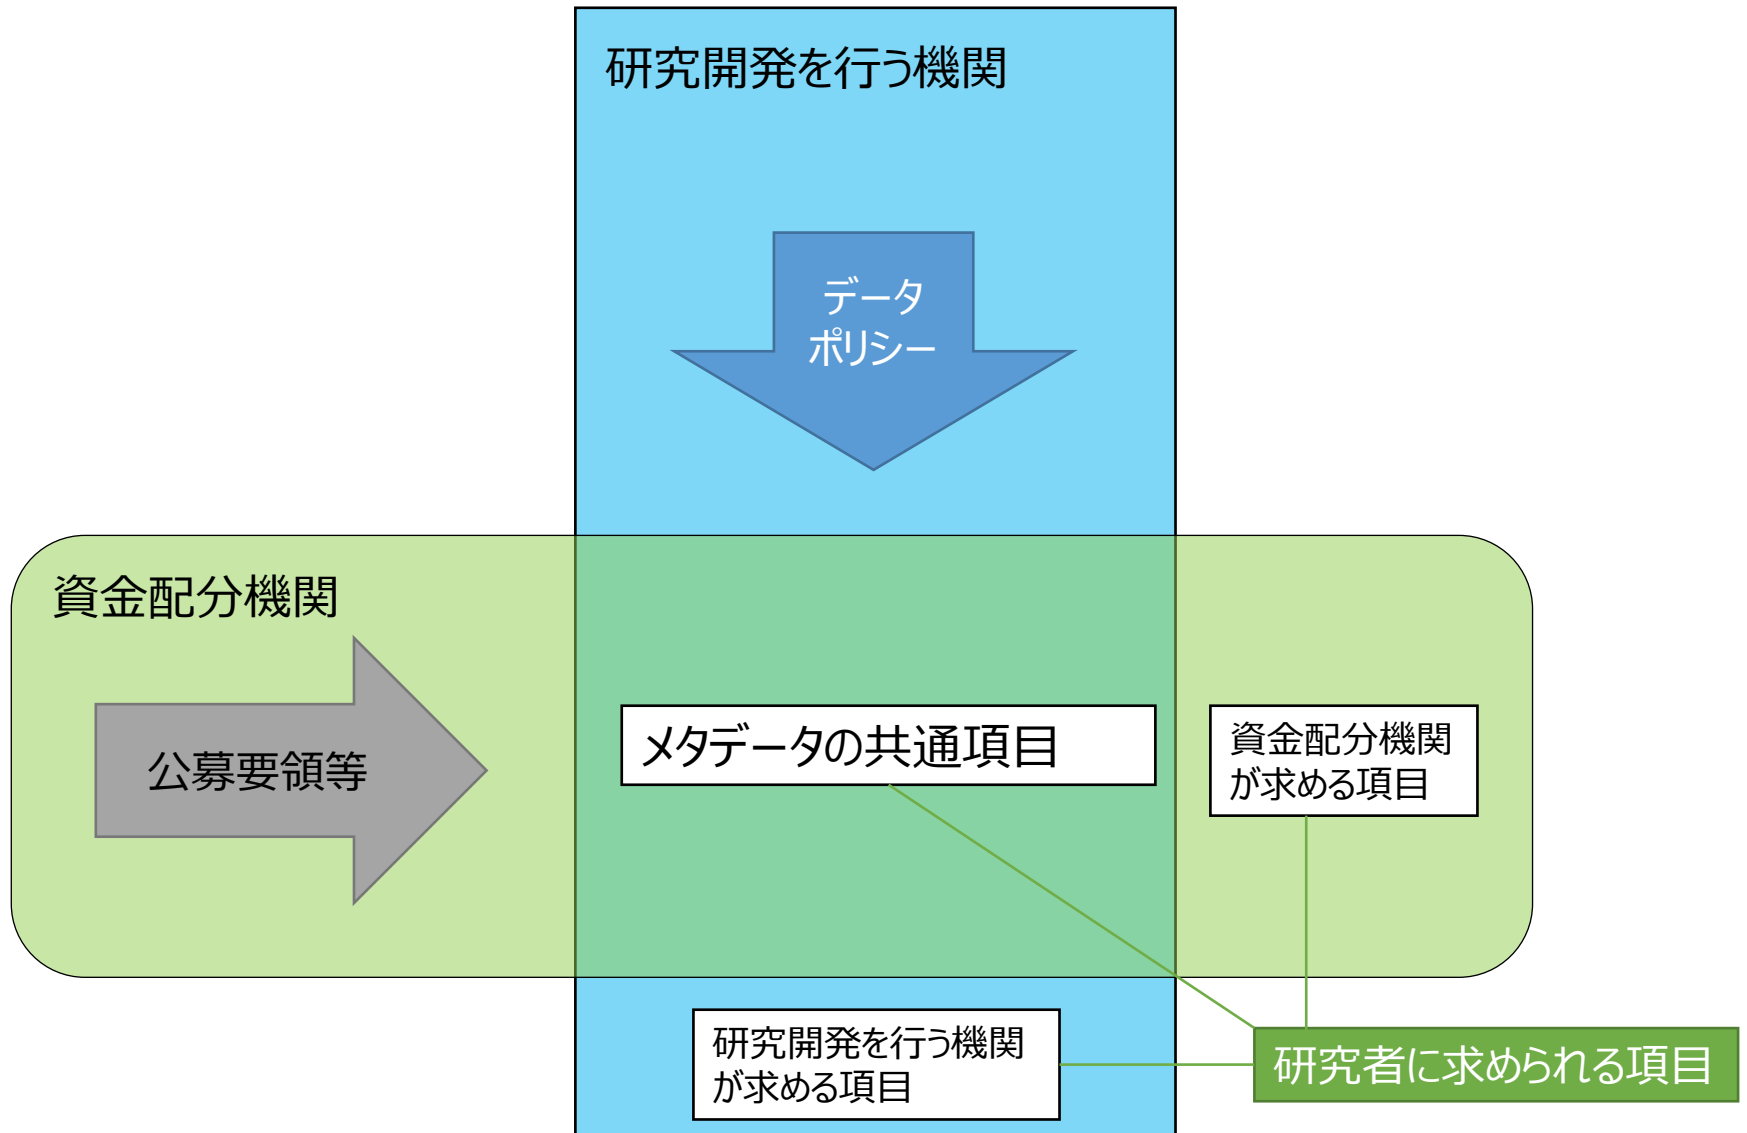 研究開発を行う機関
データ
ポリシー
資金配分機関
公募要領等
メタデータの共通項目
資金配分機関
が求める項目
研究開発を行う機関
が求める項目
研究者に求められる項目